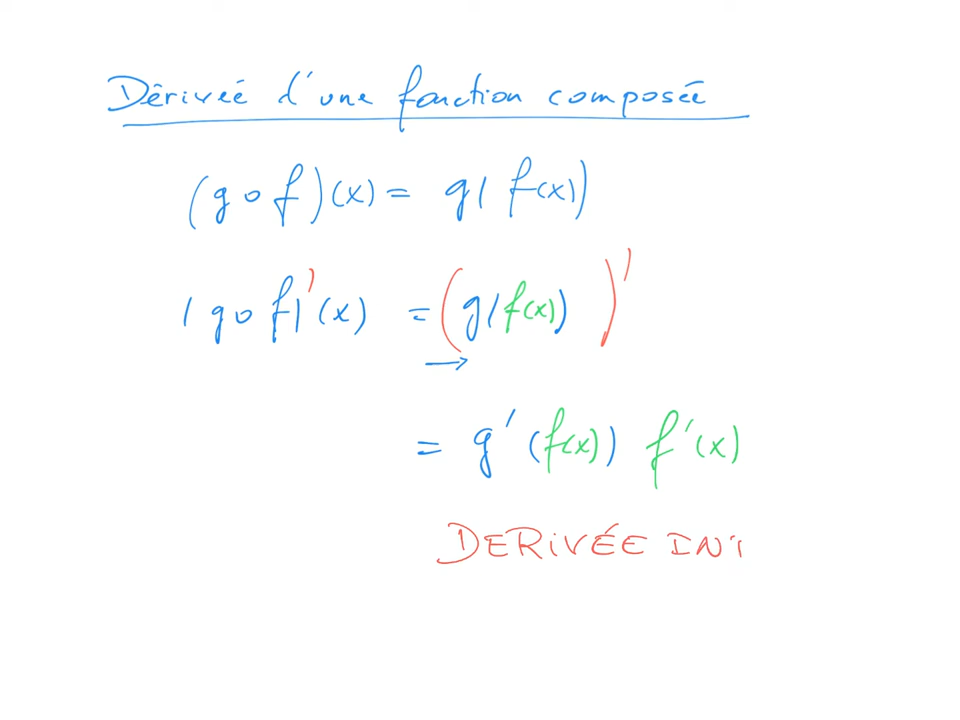 Dérivée d'une fonction composée
(g o f)(x) = g(f(x))
(g o f)'(x) = (g(f(x)))'
= g'(f(x)) f'(x)
DERIVÉE